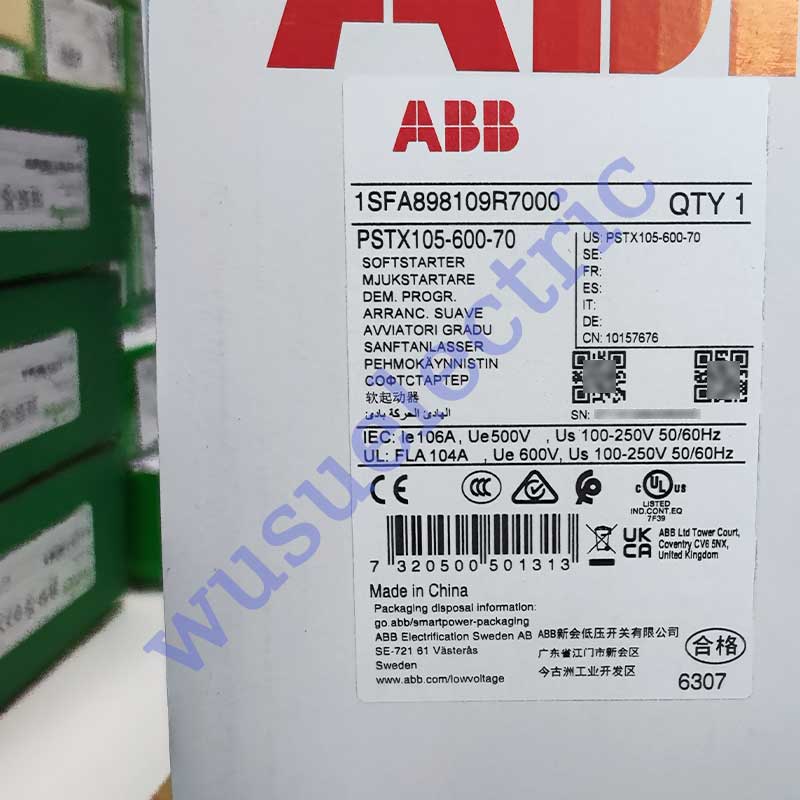 ABB
ABB
1SFA898109R7000 QTY 1
PSTX105-600-70
SOFTSTARTER
MJUKSTARTARE
DEM. PROGR.
ARRANC. SUAVE
AVVIATORI GRADU
SANFTANLASSER
PEHMOKÄYNNISTIN
СОФТСТАРТЕР
软起动器
الهادئ الحركة بادئ
US: PSTX105-600-70
SE:
FR:
ES:
IT:
DE:
CN: 10157676
SN:
IEC: Ie106A, Ue500V , Us 100-250V 50/60Hz
UL: FLA 104A , Ue 600V, Us 100-250V 50/60Hz
CE
CCC
c UL US
LISTED
IND.CONT.EQ
7F39
7 320500 501313
UK
CA
ABB Ltd Tower Court,
Coventry CV6 5NX,
United Kingdom
Made in China
Packaging disposal information:
go.abb/smartpower-packaging
ABB Electrification Sweden AB
SE-721 61 Västerås
Sweden
www.abb.com/lowvoltage
ABB新会低压开关有限公司
广东省江门市新会区
今古洲工业开发区
合格
6307
wusuelectric